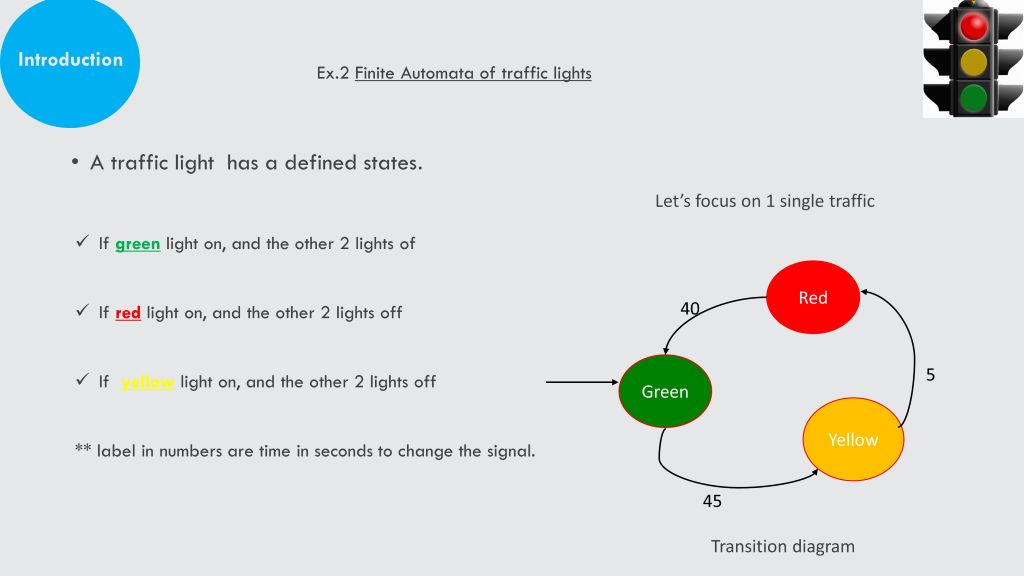 Introduction
Ex.2 Finite Automata of traffic lights
• A traffic light has a defined states.
Let’s focus on 1 single traffic
✓ If green light on, and the other 2 lights of
✓ If red light on, and the other 2 lights off
✓ If yellow light on, and the other 2 lights off
** label in numbers are time in seconds to change the signal.
Red
40
5
Green
Yellow
45
Transition diagram